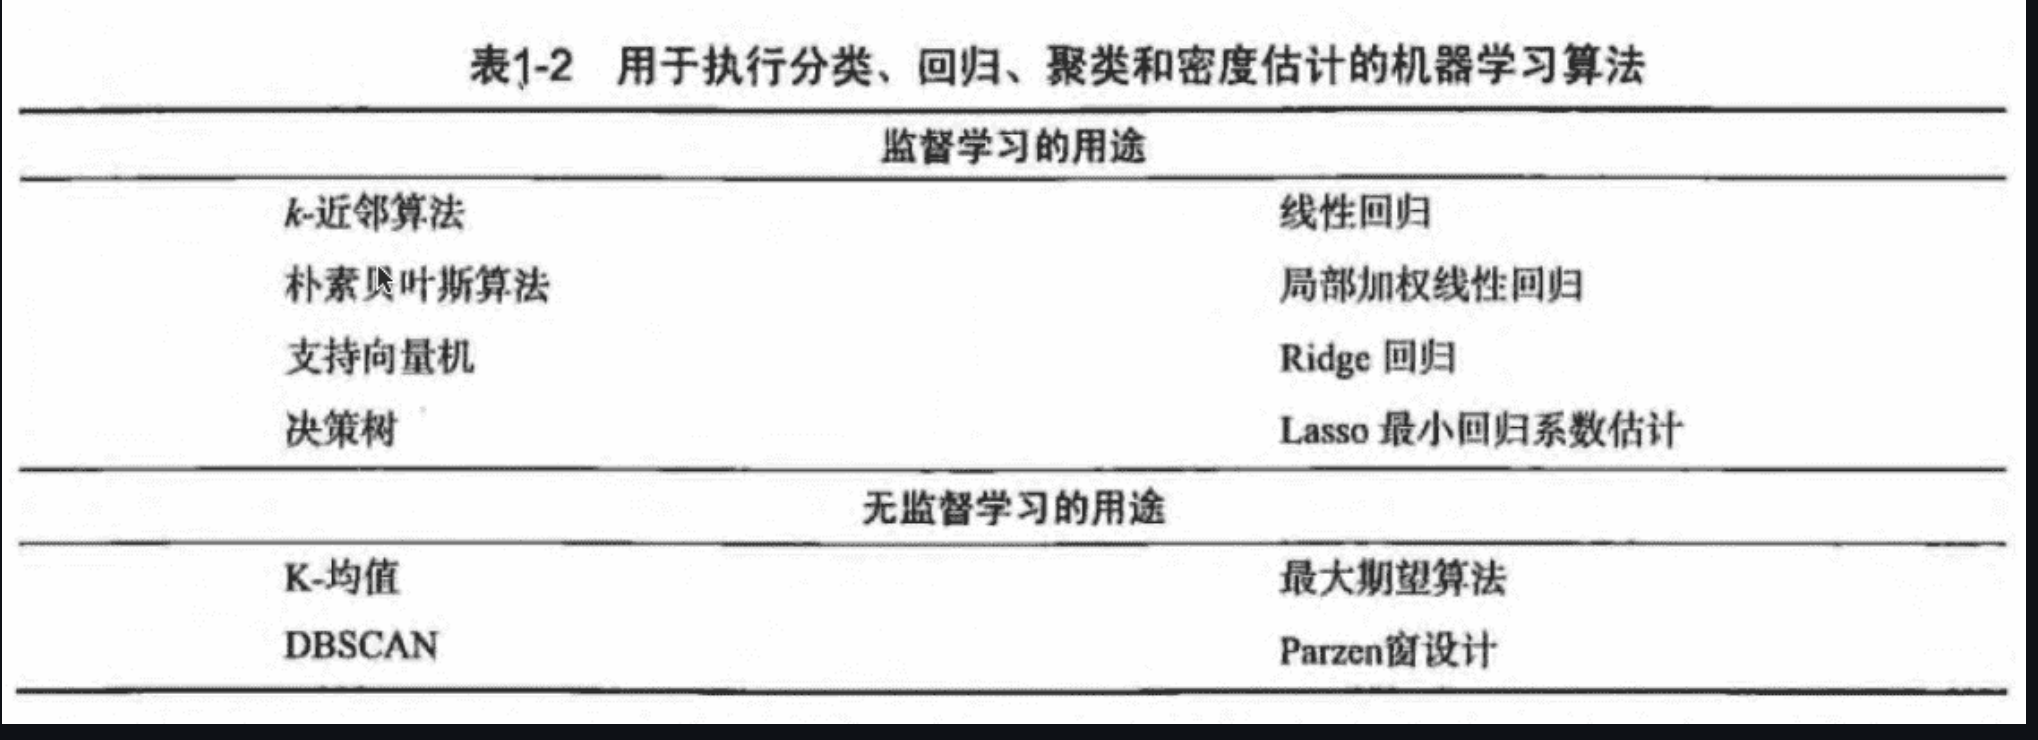 表1-2 用于执行分类、回归、聚类和密度估计的机器学习算法
监督学习的用途
k-近邻算法 线性回归
朴素贝叶斯算法 局部加权线性回归
支持向量机 Ridge 回归
决策树 Lasso 最小回归系数估计
无监督学习的用途
K-均值 最大期望算法
DBSCAN Parzen窗设计